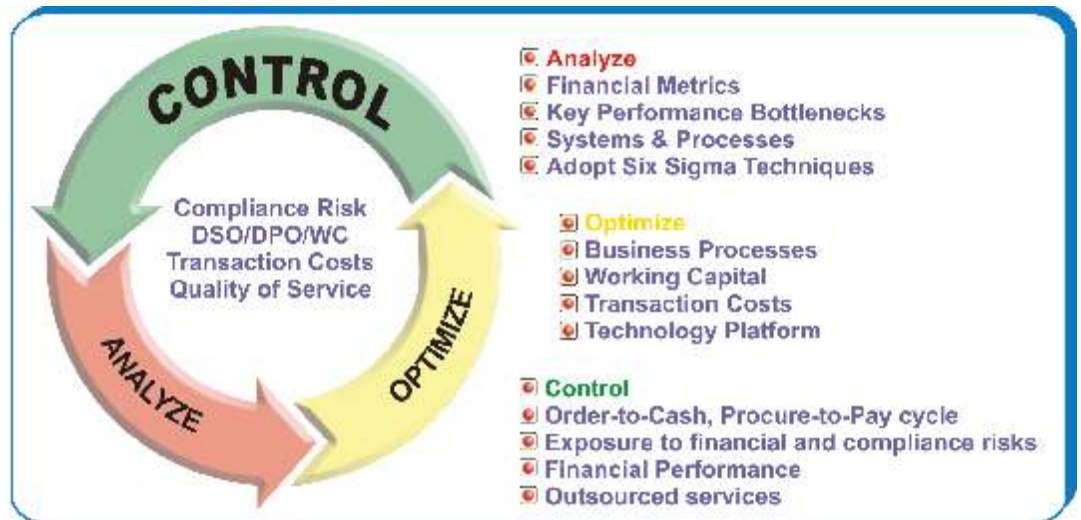 CONTROL
Compliance Risk
DSO/DPO/WC
Transaction Costs
Quality of Service
ANALYZE
OPTIMIZE
Analyze
Financial Metrics
Key Performance Bottlenecks
Systems & Processes
Adopt Six Sigma Techniques
Optimize
Business Processes
Working Capital
Transaction Costs
Technology Platform
Control
Order-to-Cash, Procure-to-Pay cycle
Exposure to financial and compliance risks
Financial Performance
Outsourced services